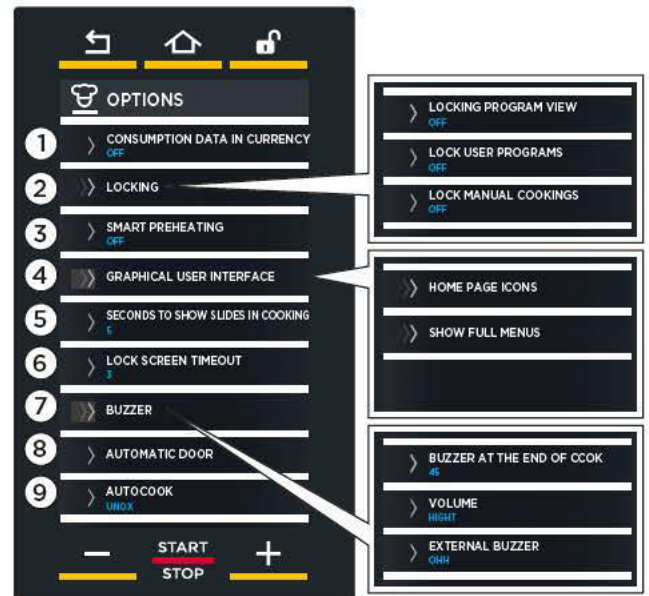 OPTIONS
1
CONSUMPTION DATA IN CURRENCY
OFF
2
LOCKING
3
SMART PREHEATING
OFF
4
GRAPHICAL USER INTERFACE
5
SECONDS TO SHOW SLIDES IN COOKING
5
6
LOCK SCREEN TIMEOUT
3
7
BUZZER
8
AUTOMATIC DOOR
9
AUTOCOOK
UNOX
START
STOP
LOCKING PROGRAM VIEW
OFF
LOCK USER PROGRAMS
OFF
LOCK MANUAL COOKINGS
OFF
HOME PAGE ICONS
SHOW FULL MENUS
BUZZER AT THE END OF CCOK
45
VOLUME
HIGHT
EXTERNAL BUZZER
OHH